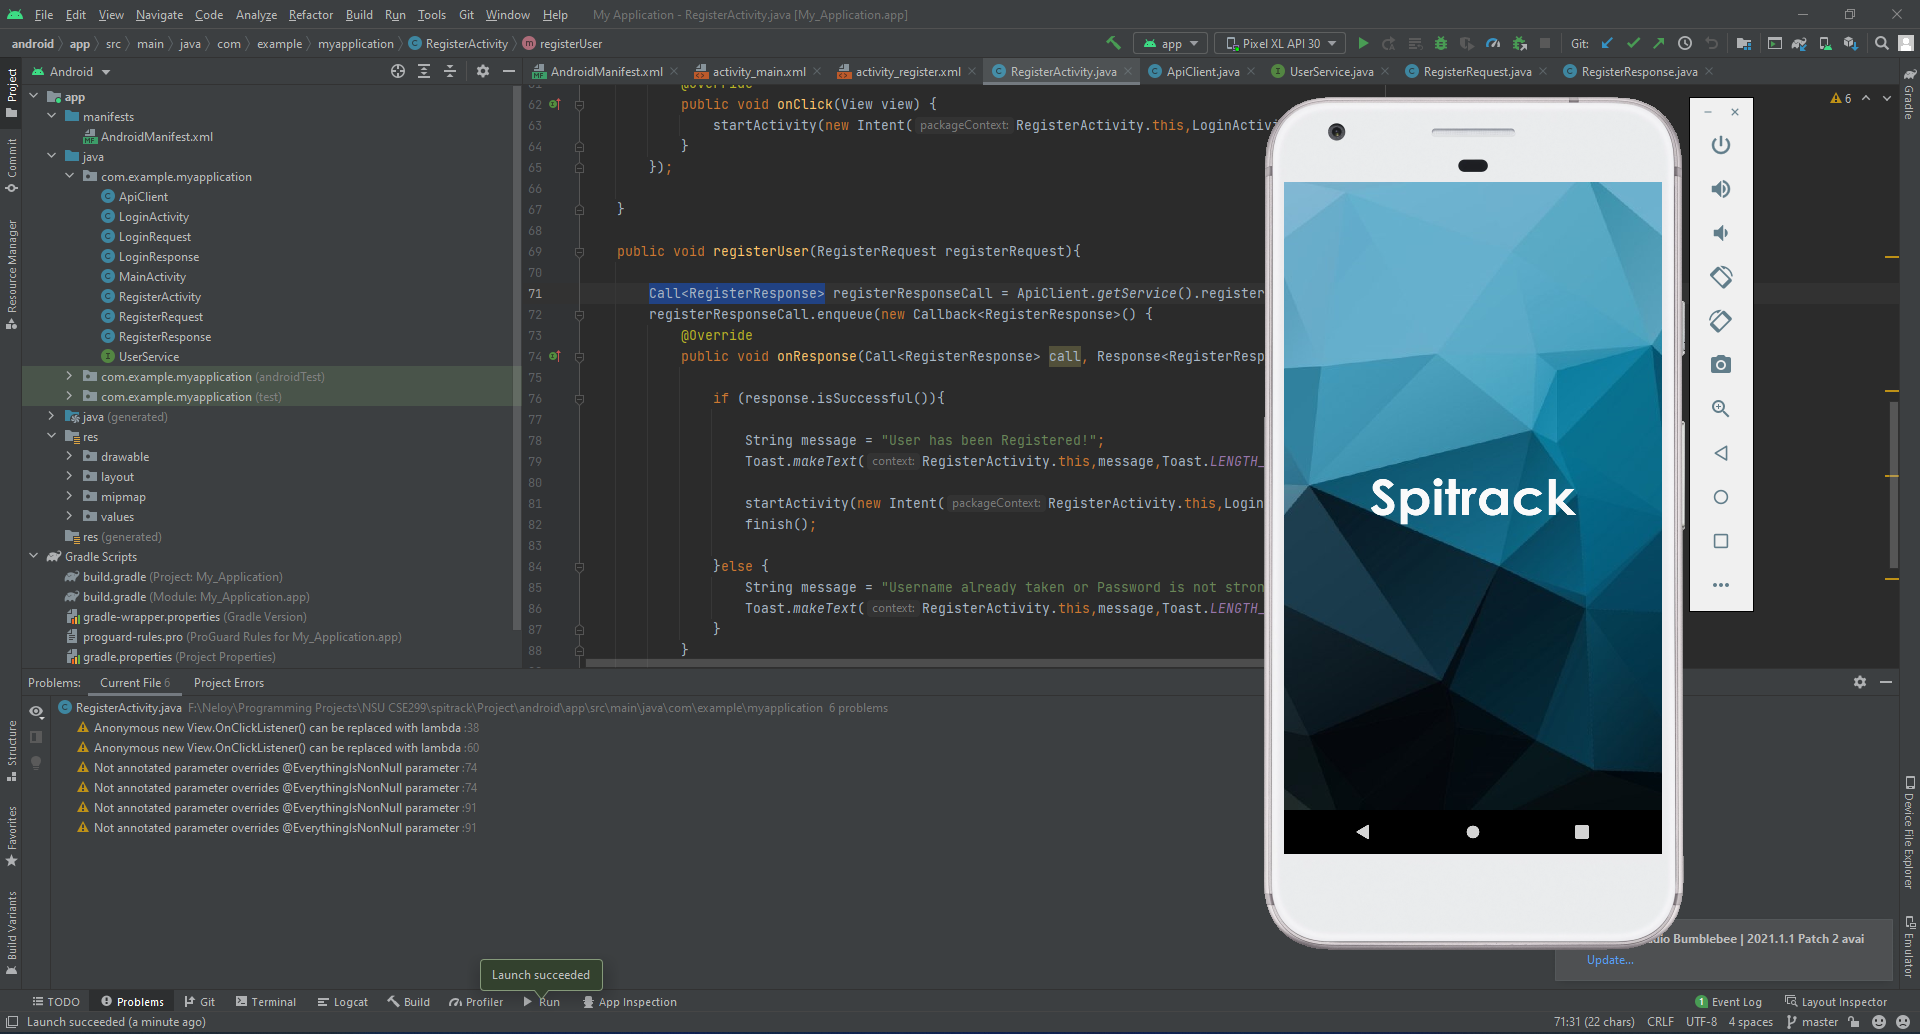 File Edit View Navigate Code Analyze Refactor Build Run Tools Git Window Help My Application - RegisterActivity.java [My_Application.app]
android app src main java com example myapplication RegisterActivity registerUser app Pixel XL API 30 Git:
Android
AndroidManifest.xml activity_main.xml activity_register.xml RegisterActivity.java ApiClient.java UserService.java RegisterRequest.java RegisterResponse.java
Project
Commit
Resource Manager
Structure
Favorites
Build Variants
app
manifests
AndroidManifest.xml
java
com.example.myapplication
ApiClient
LoginActivity
LoginRequest
LoginResponse
MainActivity
RegisterActivity
RegisterRequest
RegisterResponse
UserService
com.example.myapplication (androidTest)
com.example.myapplication (test)
java (generated)
res
drawable
layout
mipmap
values
res (generated)
Gradle Scripts
build.gradle (Project: My_Application)
build.gradle (Module: My_Application.app)
gradle-wrapper.properties (Gradle Version)
proguard-rules.pro (ProGuard Rules for My_Application.app)
gradle.properties (Project Properties)
@Override
62 public void onClick(View view) {
63 startActivity(new Intent( packageContext: RegisterActivity.this,LoginActivi
64 }
65 });
66
67 }
68
69 public void registerUser(RegisterRequest registerRequest){
70
71 Call<RegisterResponse> registerResponseCall = ApiClient.getService().register
72 registerResponseCall.enqueue(new Callback<RegisterResponse>() {
73 @Override
74 public void onResponse(Call<RegisterResponse> call, Response<RegisterResp
75
76 if (response.isSuccessful()){
77
78 String message = "User has been Registered!";
79 Toast.makeText( context: RegisterActivity.this,message,Toast.LENGTH_
80
81 startActivity(new Intent( packageContext: RegisterActivity.this,Login
82 finish();
83
84 }else {
85 String message = "Username already taken or Password is not stron
86 Toast.makeText( context: RegisterActivity.this,message,Toast.LENGTH_
87 }
88 }
6
Spitrack
Gradle
Device File Explorer
Emulator
Problems: Current File 6 Project Errors
RegisterActivity.java F:\Neloy\Programming Projects\NSU CSE299\spitrack\Project\android\app\src\main\java\com\example\myapplication 6 problems
Anonymous new View.OnClickListener() can be replaced with lambda :38
Anonymous new View.OnClickListener() can be replaced with lambda :60
Not annotated parameter overrides @EverythingIsNonNull parameter :74
Not annotated parameter overrides @EverythingIsNonNull parameter :74
Not annotated parameter overrides @EverythingIsNonNull parameter :91
Not annotated parameter overrides @EverythingIsNonNull parameter :91
dio Bumblebee | 2021.1.1 Patch 2 avai
Update...
Launch succeeded
TODO Problems Git Terminal Logcat Build Profiler Run App Inspection 1 Event Log Layout Inspector
Launch succeeded (a minute ago) 71:31 (22 chars) CRLF UTF-8 4 spaces master